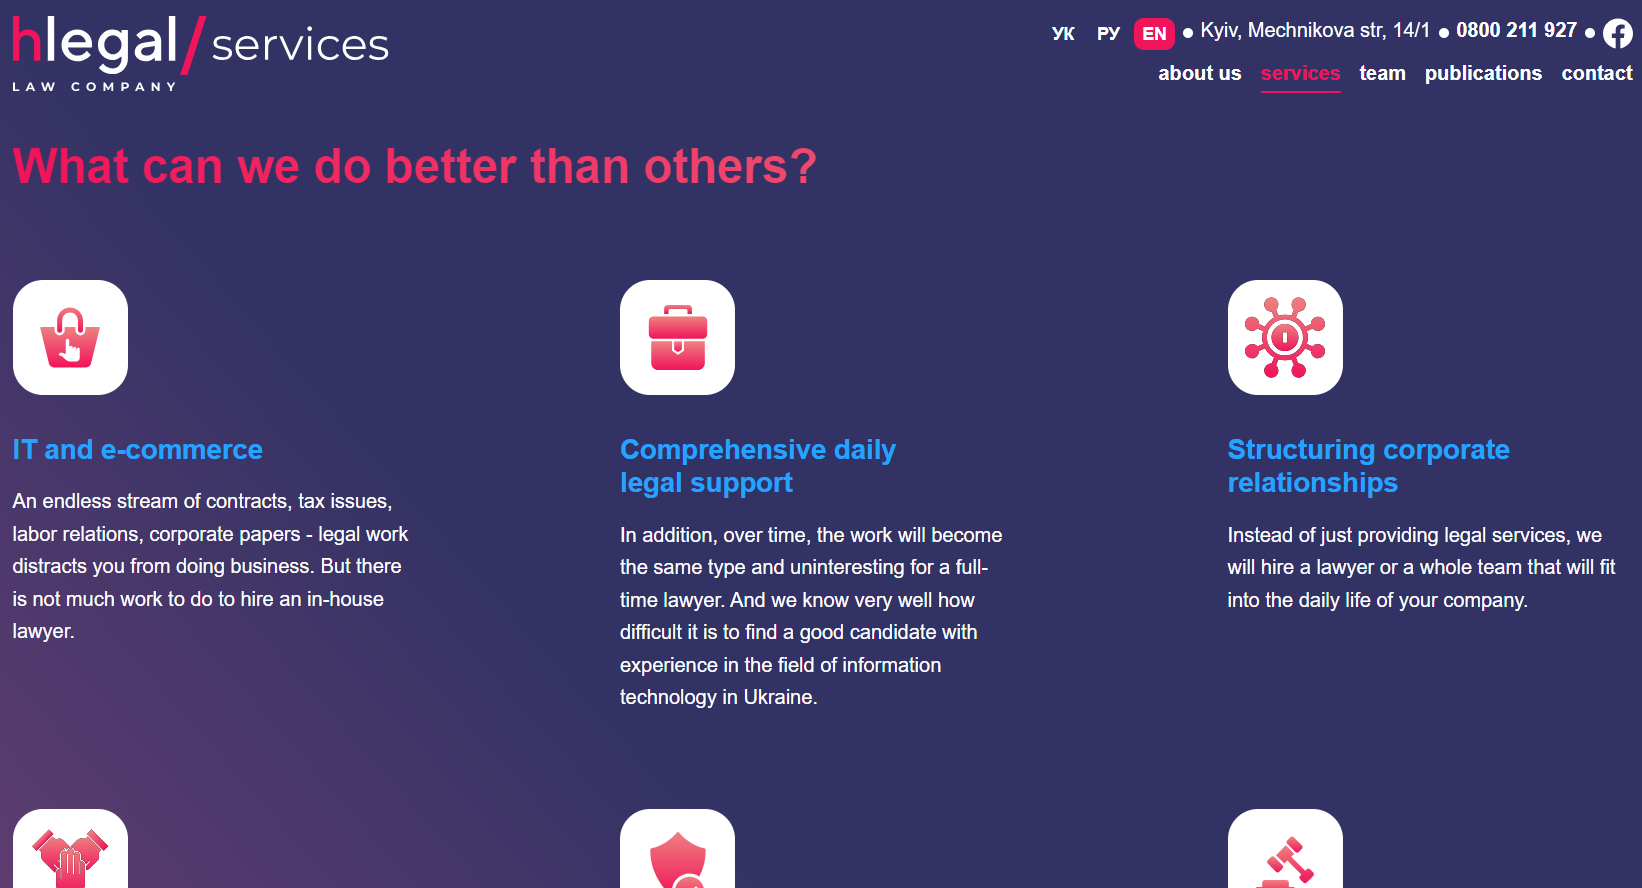 hlegal/services
LAW COMPANY
УК РУ EN Kyiv, Mechnikova str, 14/1 0800 211 927
about us services team publications contact
What can we do better than others?
IT and e-commerce
An endless stream of contracts, tax issues,
labor relations, corporate papers - legal work
distracts you from doing business. But there
is not much work to do to hire an in-house
lawyer.
Comprehensive daily
legal support
In addition, over time, the work will become
the same type and uninteresting for a full-
time lawyer. And we know very well how
difficult it is to find a good candidate with
experience in the field of information
technology in Ukraine.
Structuring corporate
relationships
Instead of just providing legal services, we
will hire a lawyer or a whole team that will fit
into the daily life of your company.